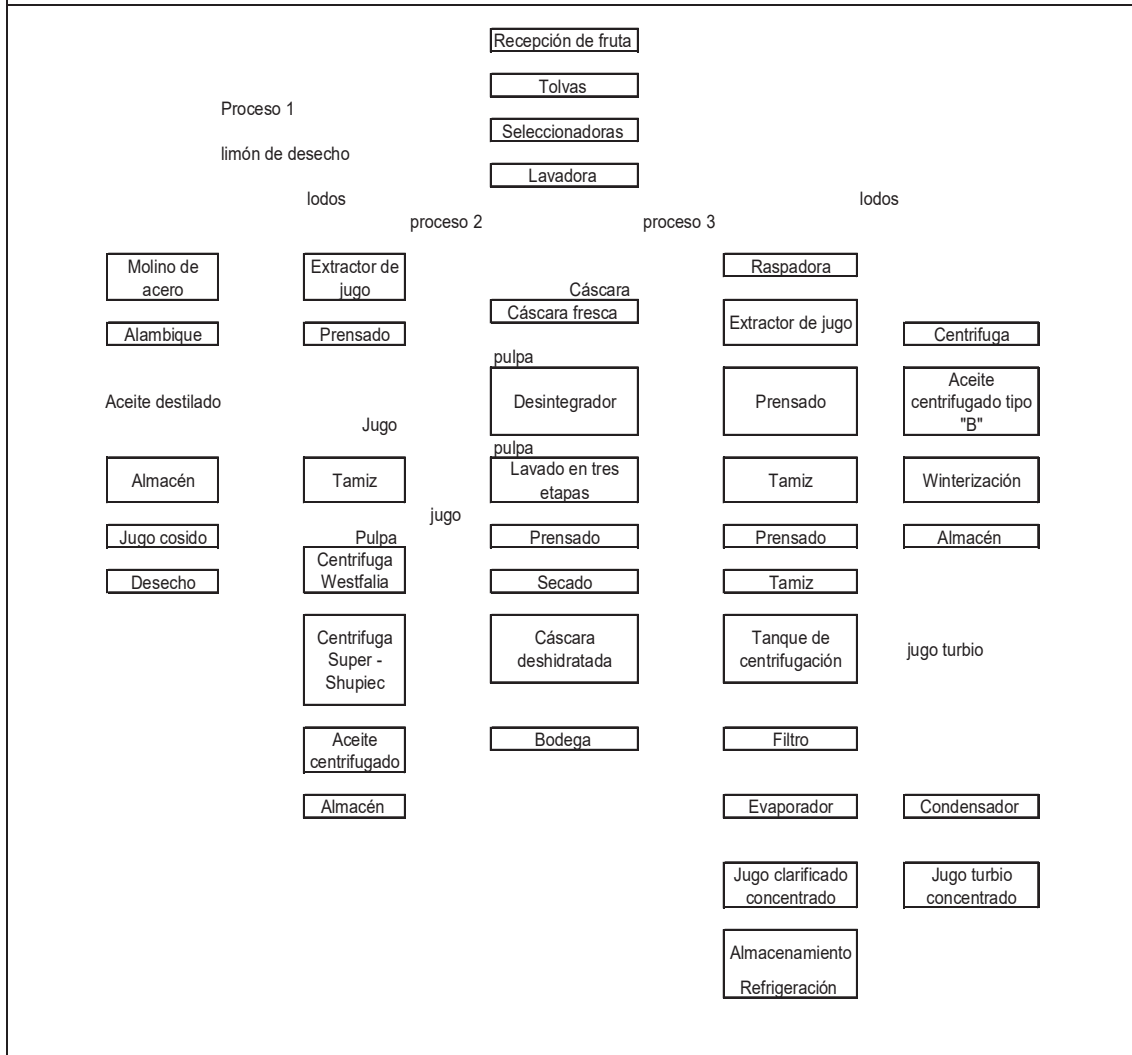 Recepción de fruta
Tolvas
Proceso 1
Seleccionadoras
limón de desecho
Lavadora
lodos
lodos
proceso 2
proceso 3
Molino de
acero
Extractor de
jugo
Raspadora
Cáscara
Cáscara fresca
Extractor de jugo
Alambique
Prensado
Centrifuga
pulpa
Desintegrador
Prensado
Aceite
centrifugado tipo
"B"
Aceite destilado
Jugo
pulpa
Almacén
Tamiz
Lavado en tres
etapas
Tamiz
Winterización
jugo
Jugo cosido
Pulpa
Prensado
Prensado
Almacén
Desecho
Centrifuga
Westfalia
Secado
Tamiz
Centrifuga
Super -
Shupiec
Cáscara
deshidratada
Tanque de
centrifugación
jugo turbio
Aceite
centrifugado
Bodega
Filtro
Almacén
Evaporador
Condensador
Jugo clarificado
concentrado
Jugo turbio
concentrado
Almacenamiento
Refrigeración